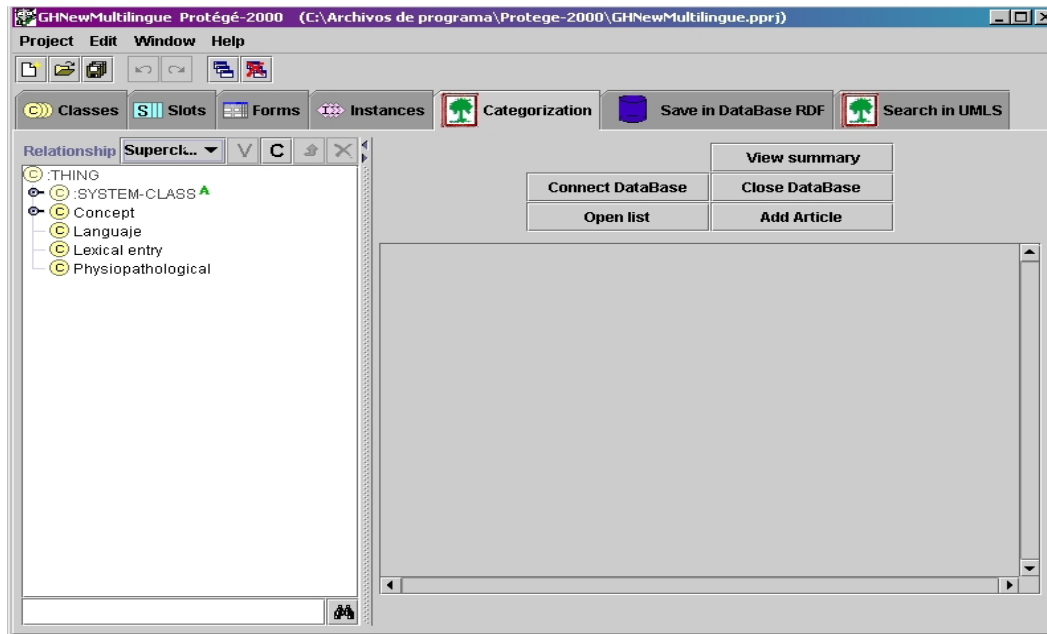 GHNewMultilingue Protégé-2000 (C:\Archivos de programa\Protege-2000\GHNewMultilingue.pprj)
Project Edit Window Help
C Classes S Slots Forms I Instances Categorization Save in DataBase RDF Search in UMLS
Relationship Supercl... V C
C :THING
C :SYSTEM-CLASS A
C Concept
C Languaje
C Lexical entry
C Physiopathological
View summary
Connect DataBase Close DataBase
Open list Add Article